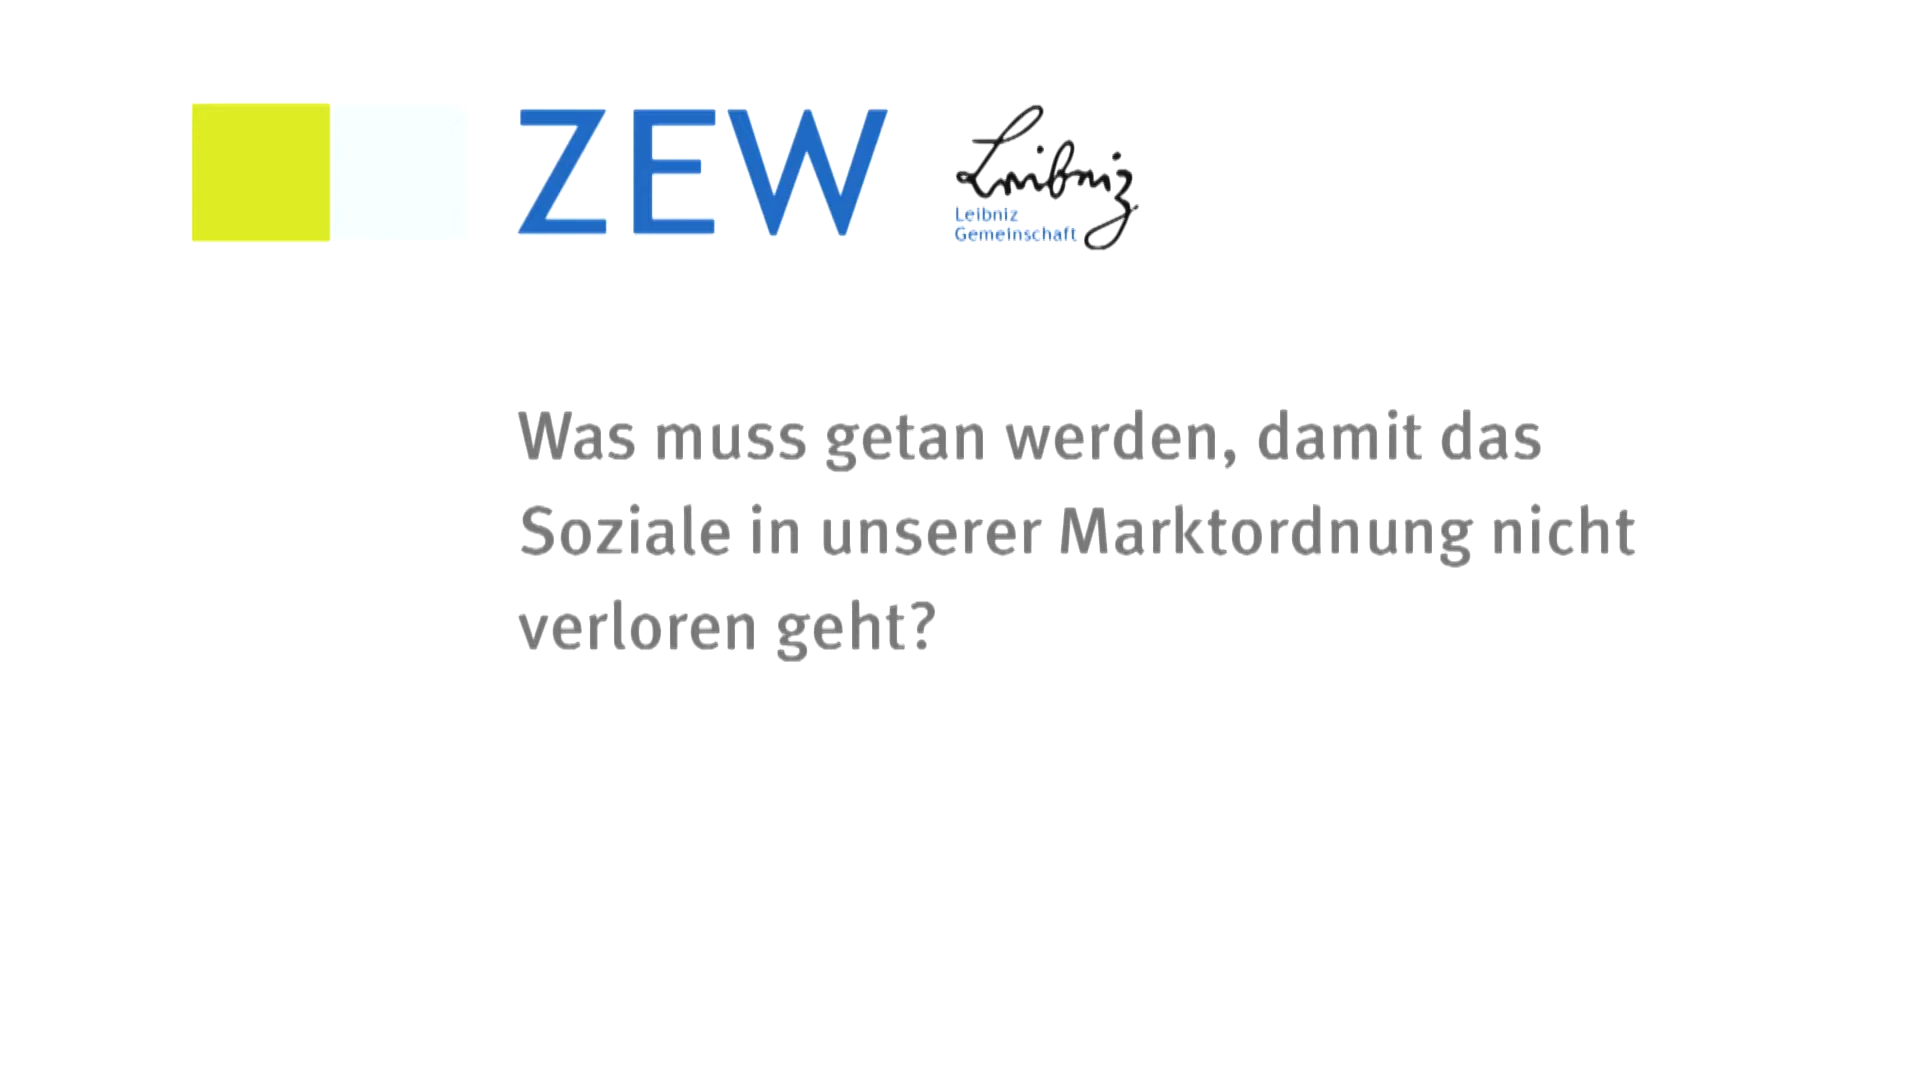 ZEW
Leibniz
Leibniz
Gemeinschaft
Was muss getan werden, damit das
Soziale in unserer Marktordnung nicht
verloren geht?